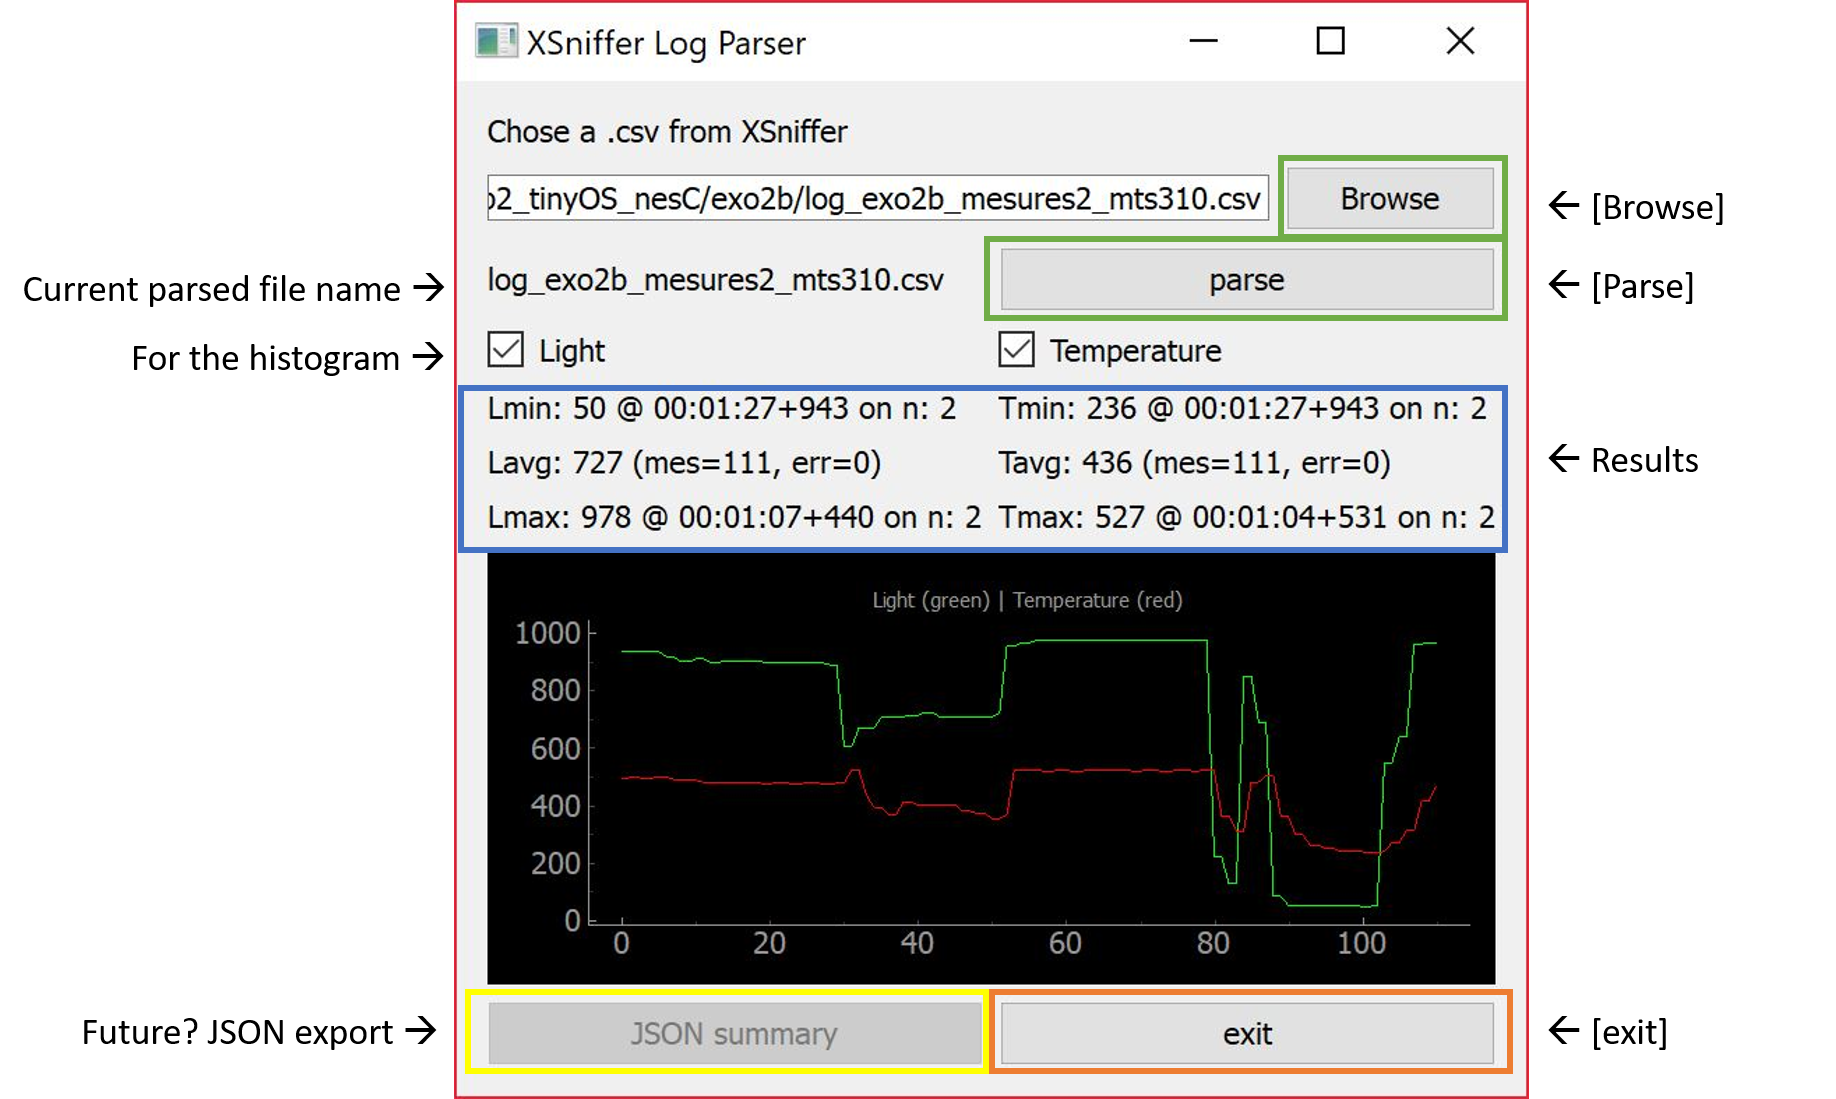 XSniffer Log Parser
Chose a .csv from XSniffer
2_tinyOS_nesC/exo2b/log_exo2b_mesures2_mts310.csv
Browse
← [Browse]
Current parsed file name →
log_exo2b_mesures2_mts310.csv
parse
← [Parse]
For the histogram →
Light
Temperature
Lmin: 50 @ 00:01:27+943 on n: 2
Tmin: 236 @ 00:01:27+943 on n: 2
Lavg: 727 (mes=111, err=0)
Tavg: 436 (mes=111, err=0)
← Results
Lmax: 978 @ 00:01:07+440 on n: 2
Tmax: 527 @ 00:01:04+531 on n: 2
Light (green) | Temperature (red)
1000
800
600
400
200
0
0 20 40 60 80 100
Future? JSON export →
JSON summary
exit
← [exit]